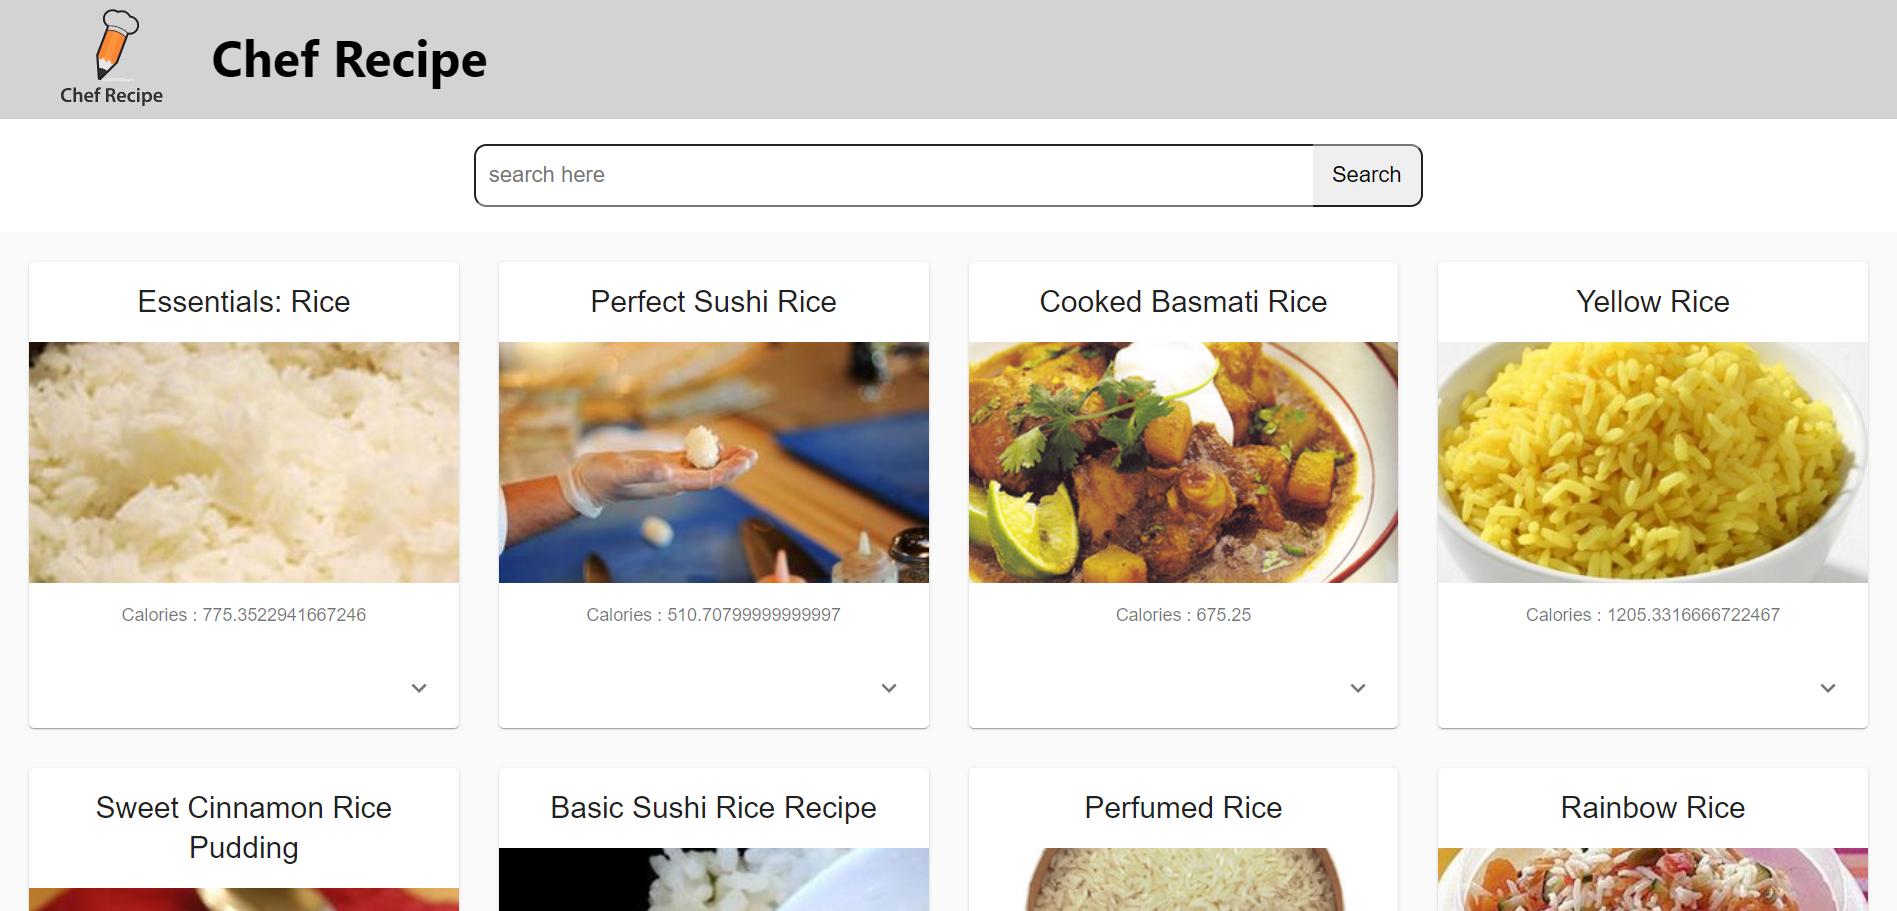 Chef Recipe
Chef Recipe
search here
Search
Essentials: Rice
Perfect Sushi Rice
Cooked Basmati Rice
Yellow Rice
Calories : 775.3522941667246
Calories : 510.70799999999997
Calories : 675.25
Calories : 1205.3316666722467
Sweet Cinnamon Rice
Pudding
Basic Sushi Rice Recipe
Perfumed Rice
Rainbow Rice